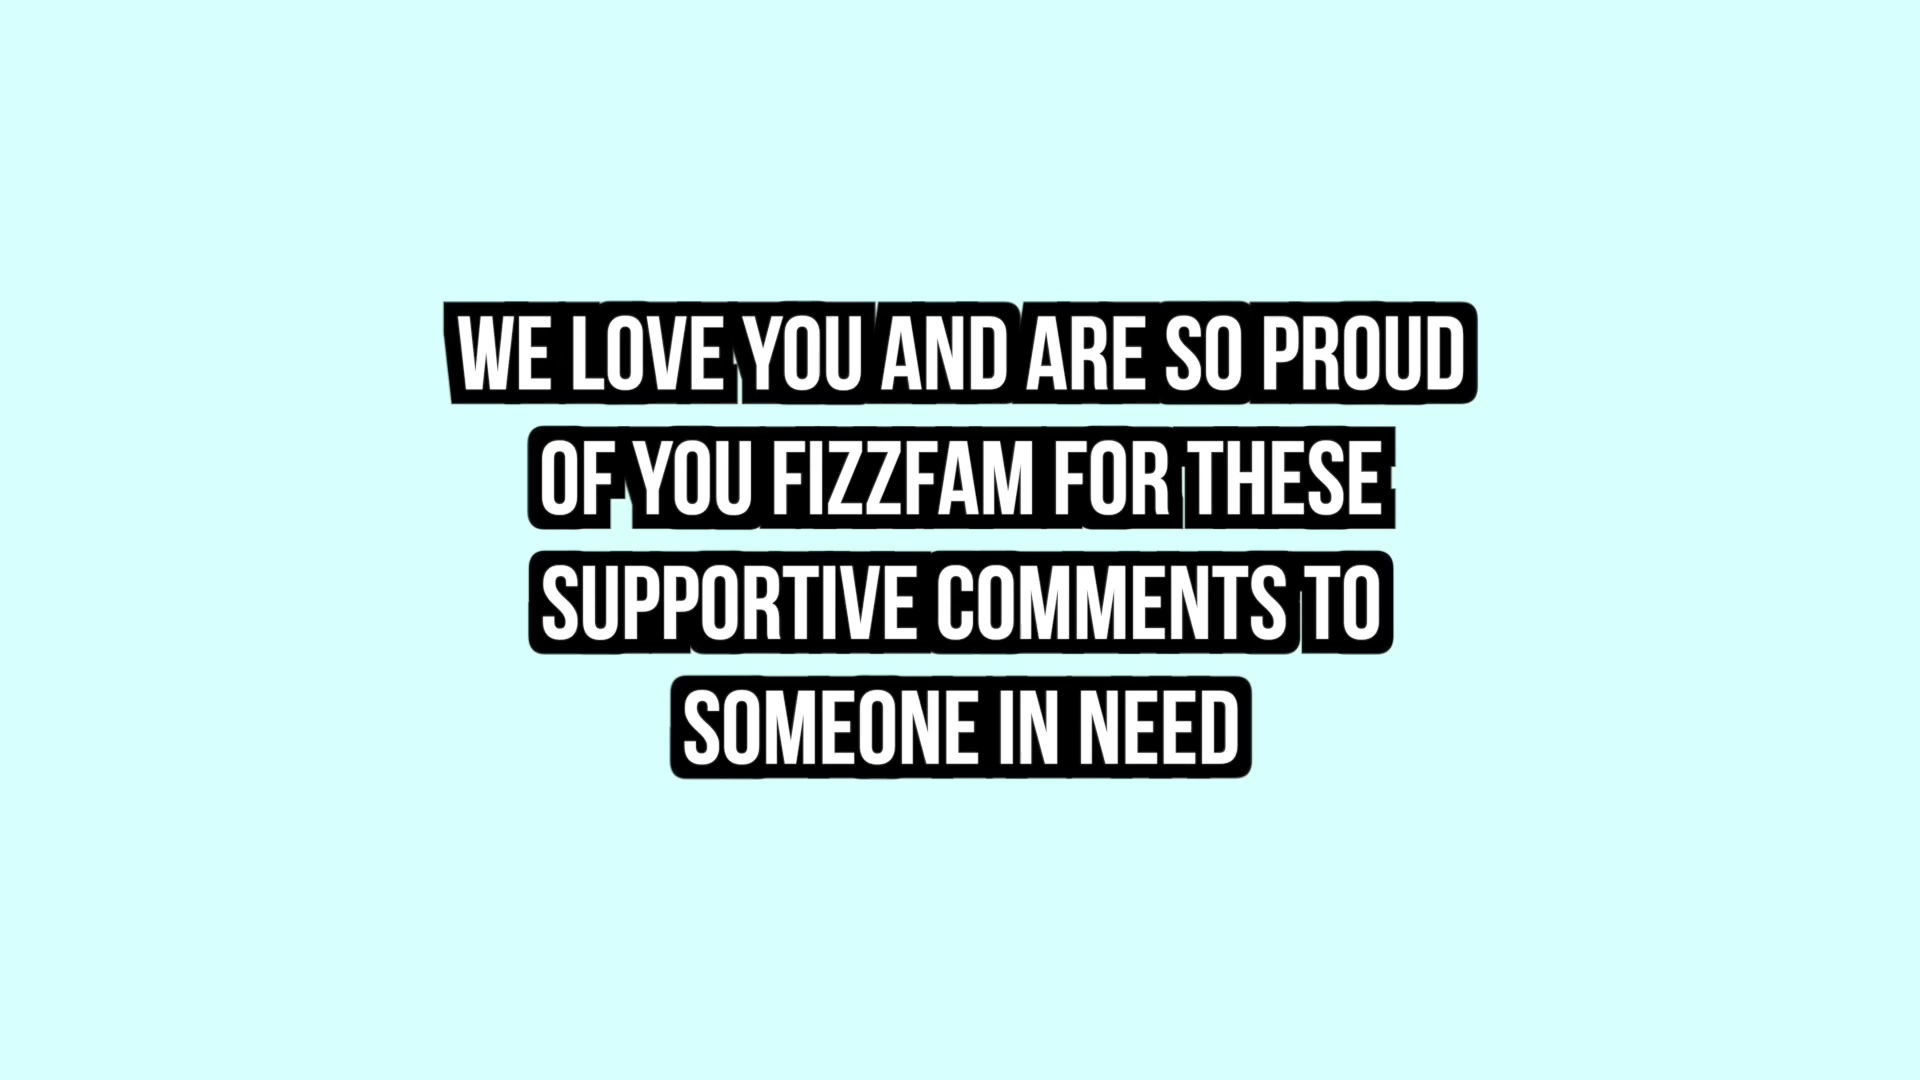 WE LOVE YOU AND ARE SO PROUD
OF YOU FIZZFAM FOR THESE
SUPPORTIVE COMMENTS TO
SOMEONE IN NEED